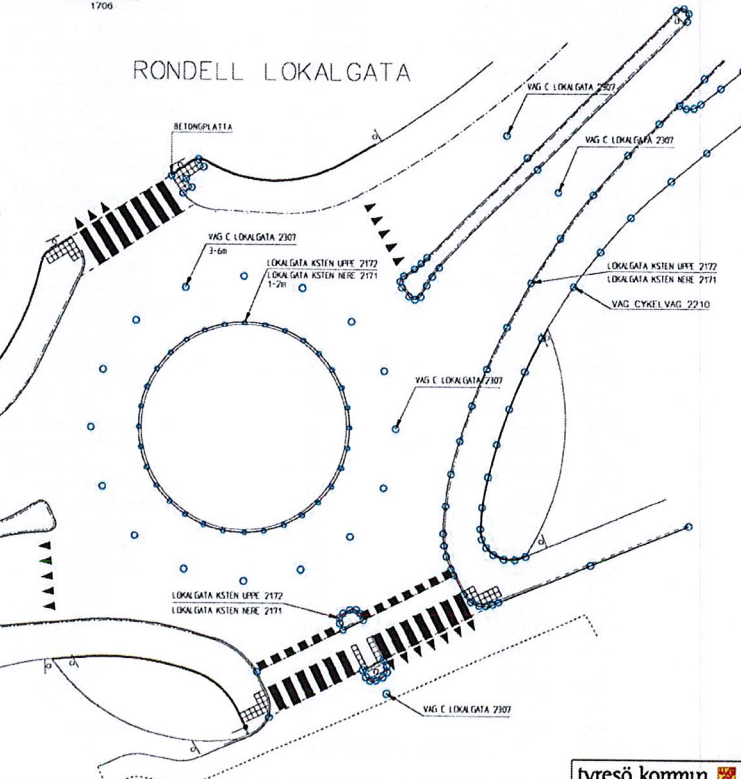 1706
RONDELL LOKALGATA
VAG C LOKALGATA 2307
BETONGPLATTA
VAG C LOKALGATA 2307
VAG C LOKALGATA 2307
3-6m
LOKALGATA KSTEN UPPE 2172
LOKALGATA KSTEN NERE 2171
1-2m
LOKALGATA KSTEN UPPE 2172
LOKALGATA KSTEN NERE 2171
VAG CYKELVAG 2210
VAG C LOKALGATA 2307
LOKALGATA KSTEN UPPE 2172
LOKALGATA KSTEN NERE 2171
VAG C LOKALGATA 2307
tyresö kommun